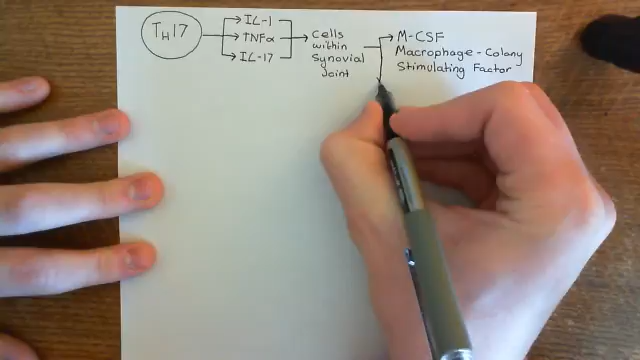 TH17
IL-1
TNFα
IL-17
Cells
within
Synovial
Joint
M-CSF
Macrophage-Colony
Stimulating Factor